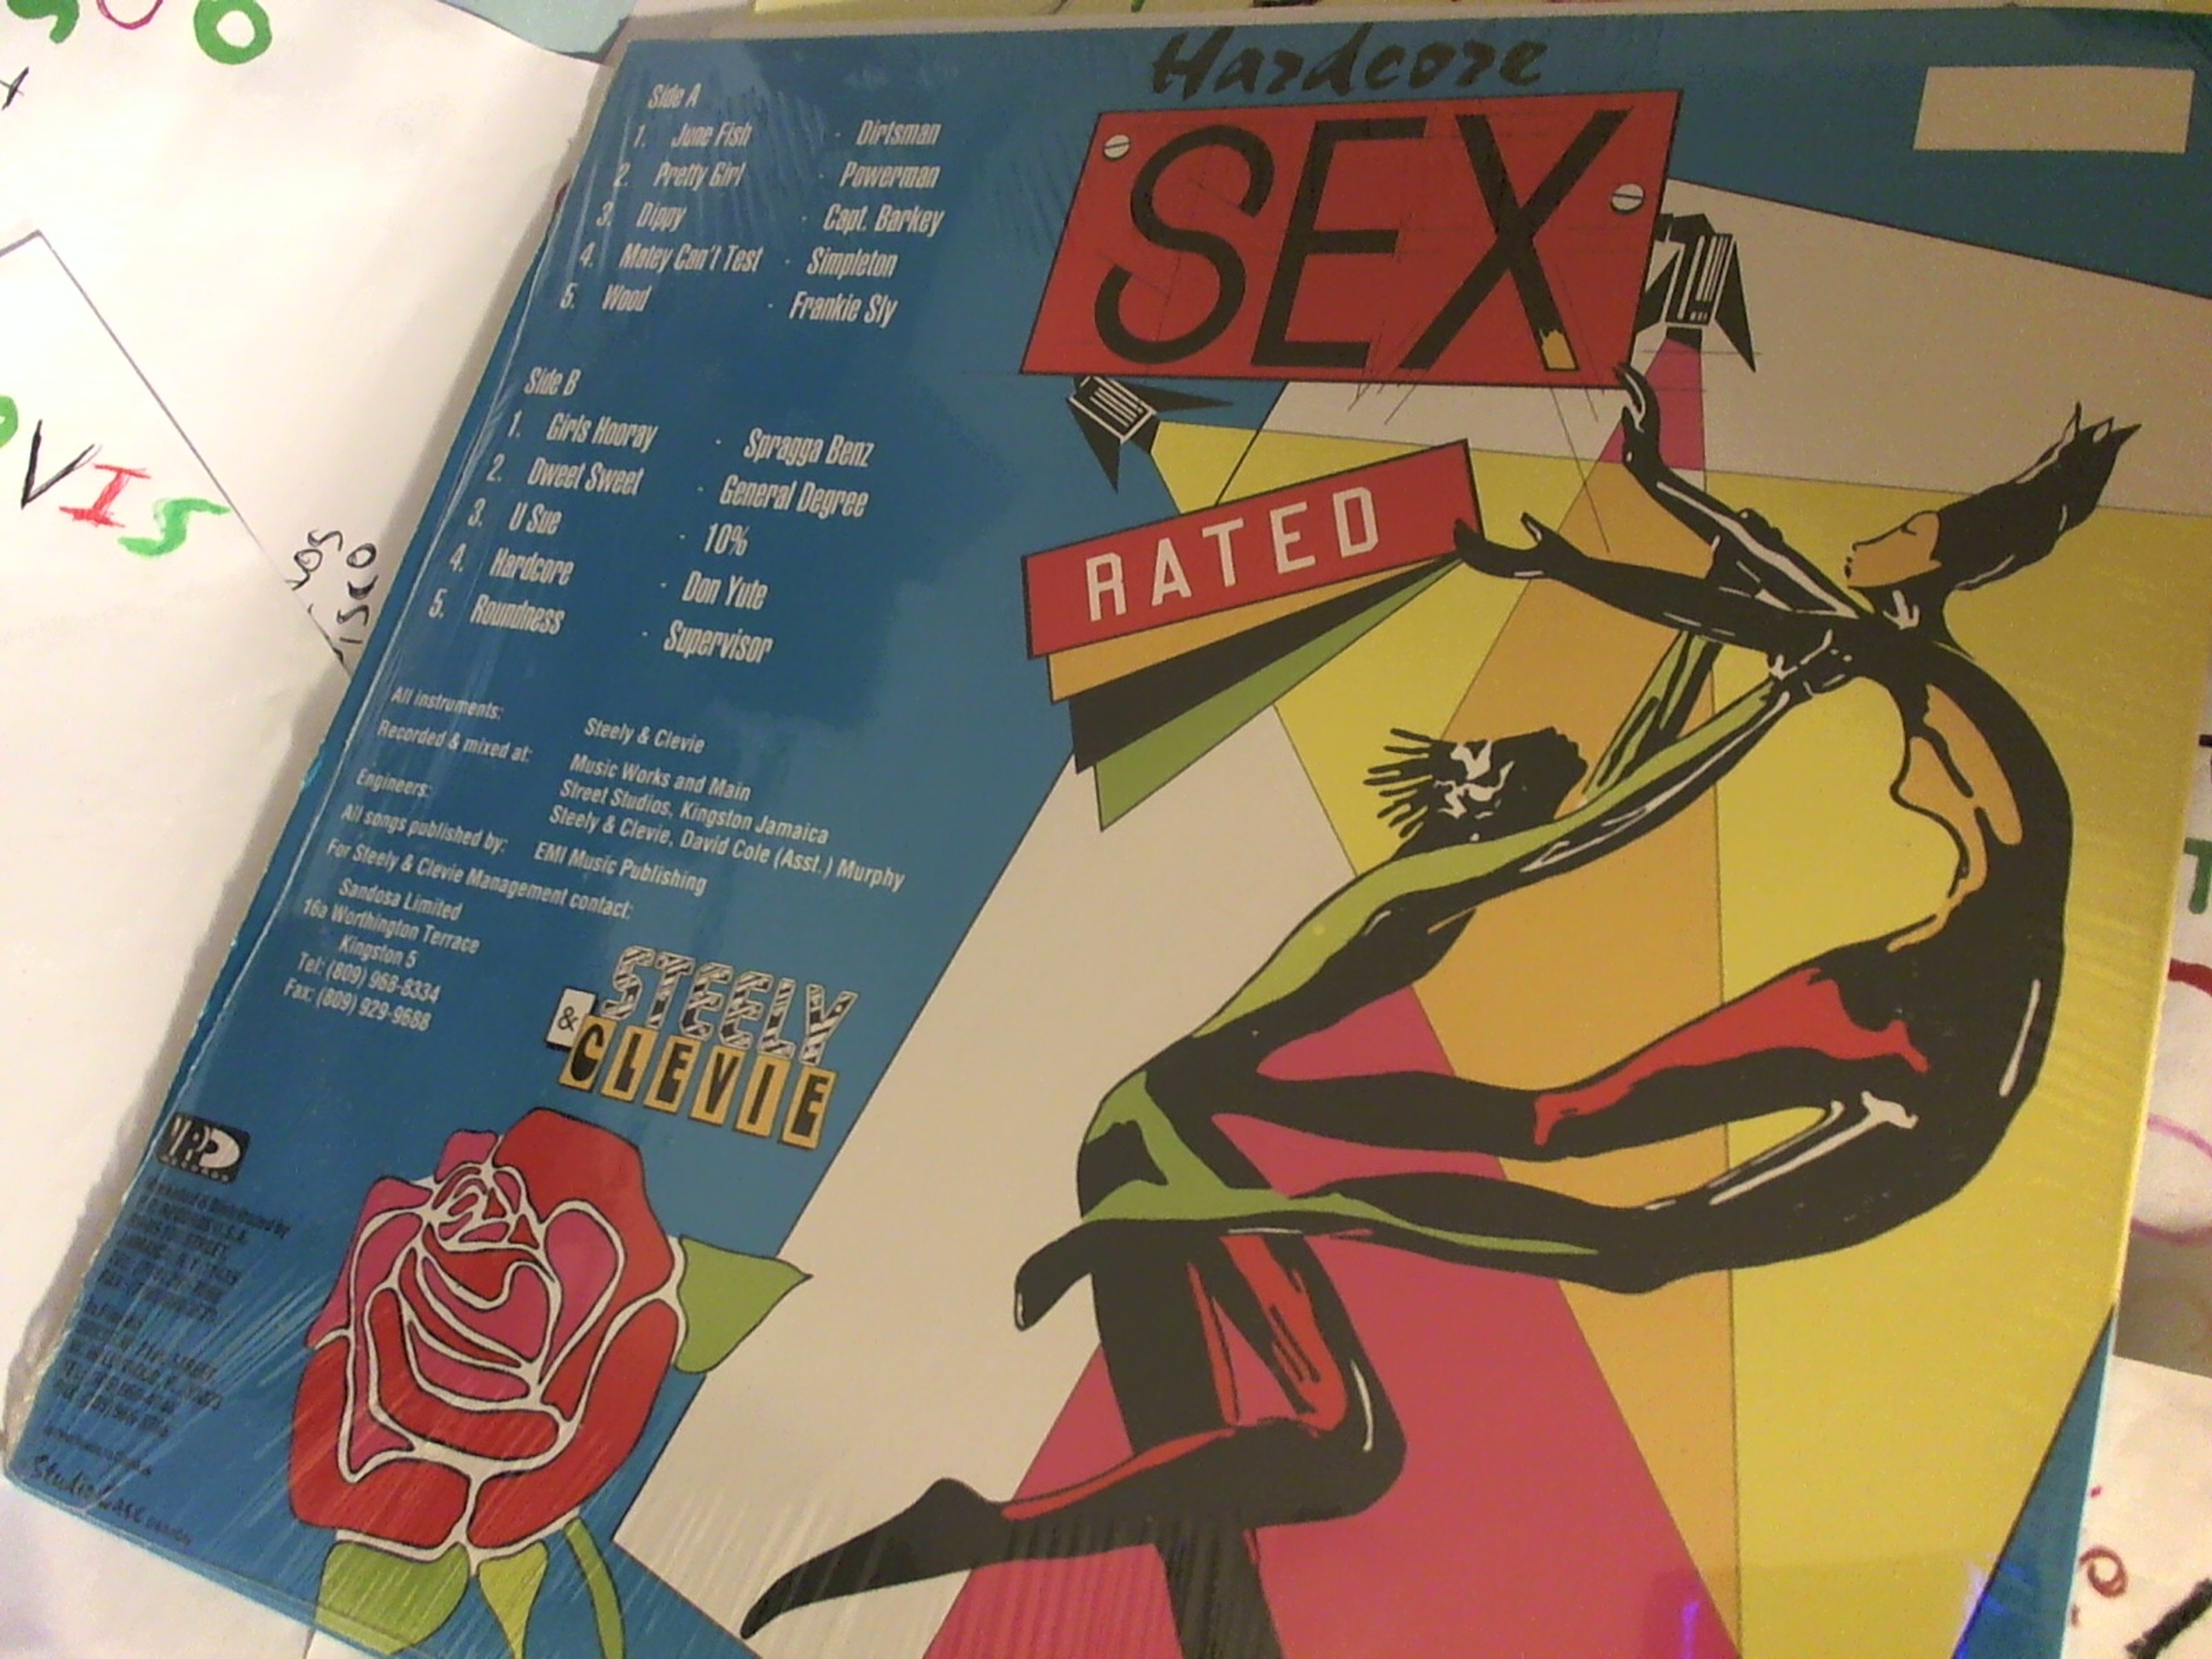 Hardcore
SEX
RATED
Side A
1. June Fish - Dirtsman
2. Pretty Girl - Powerman
3. Dippy - Capt. Barkey
4. Matey Can't Test - Simpleton
5. Wood - Frankie Sly
Side B
1. Girls Hooray - Spragga Benz
2. Dweet Sweet - General Degree
3. U Sue - 10%
4. Hardcore - Don Yute
5. Roundness - Supervisor
All instruments: Steely & Clevie
Recorded & mixed at: Music Works and Main
Street Studios, Kingston Jamaica
Engineers: Steely & Clevie, David Cole (Asst.) Murphy
All songs published by: EMI Music Publishing
For Steely & Clevie Management contact:
Sandosa Limited
16a Worthington Terrace
Kingston 5
Tel: (809) 968-8334
Fax: (809) 929-9688
STEELY
& CLEVIE
VP
RECORDS
VIS
DISCO